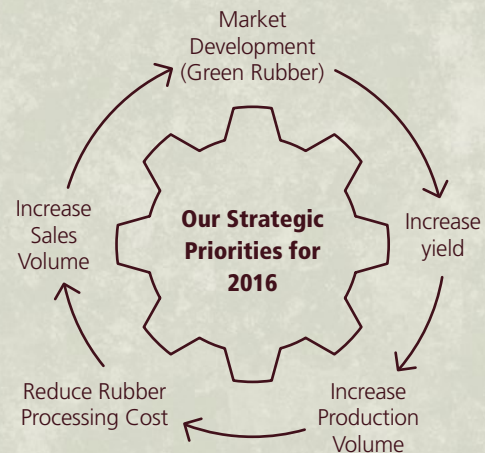 Market
Development
(Green Rubber)
Increase
yield
Increase
Production
Volume
Reduce Rubber
Processing Cost
Increase
Sales
Volume
Our Strategic
Priorities for
2016